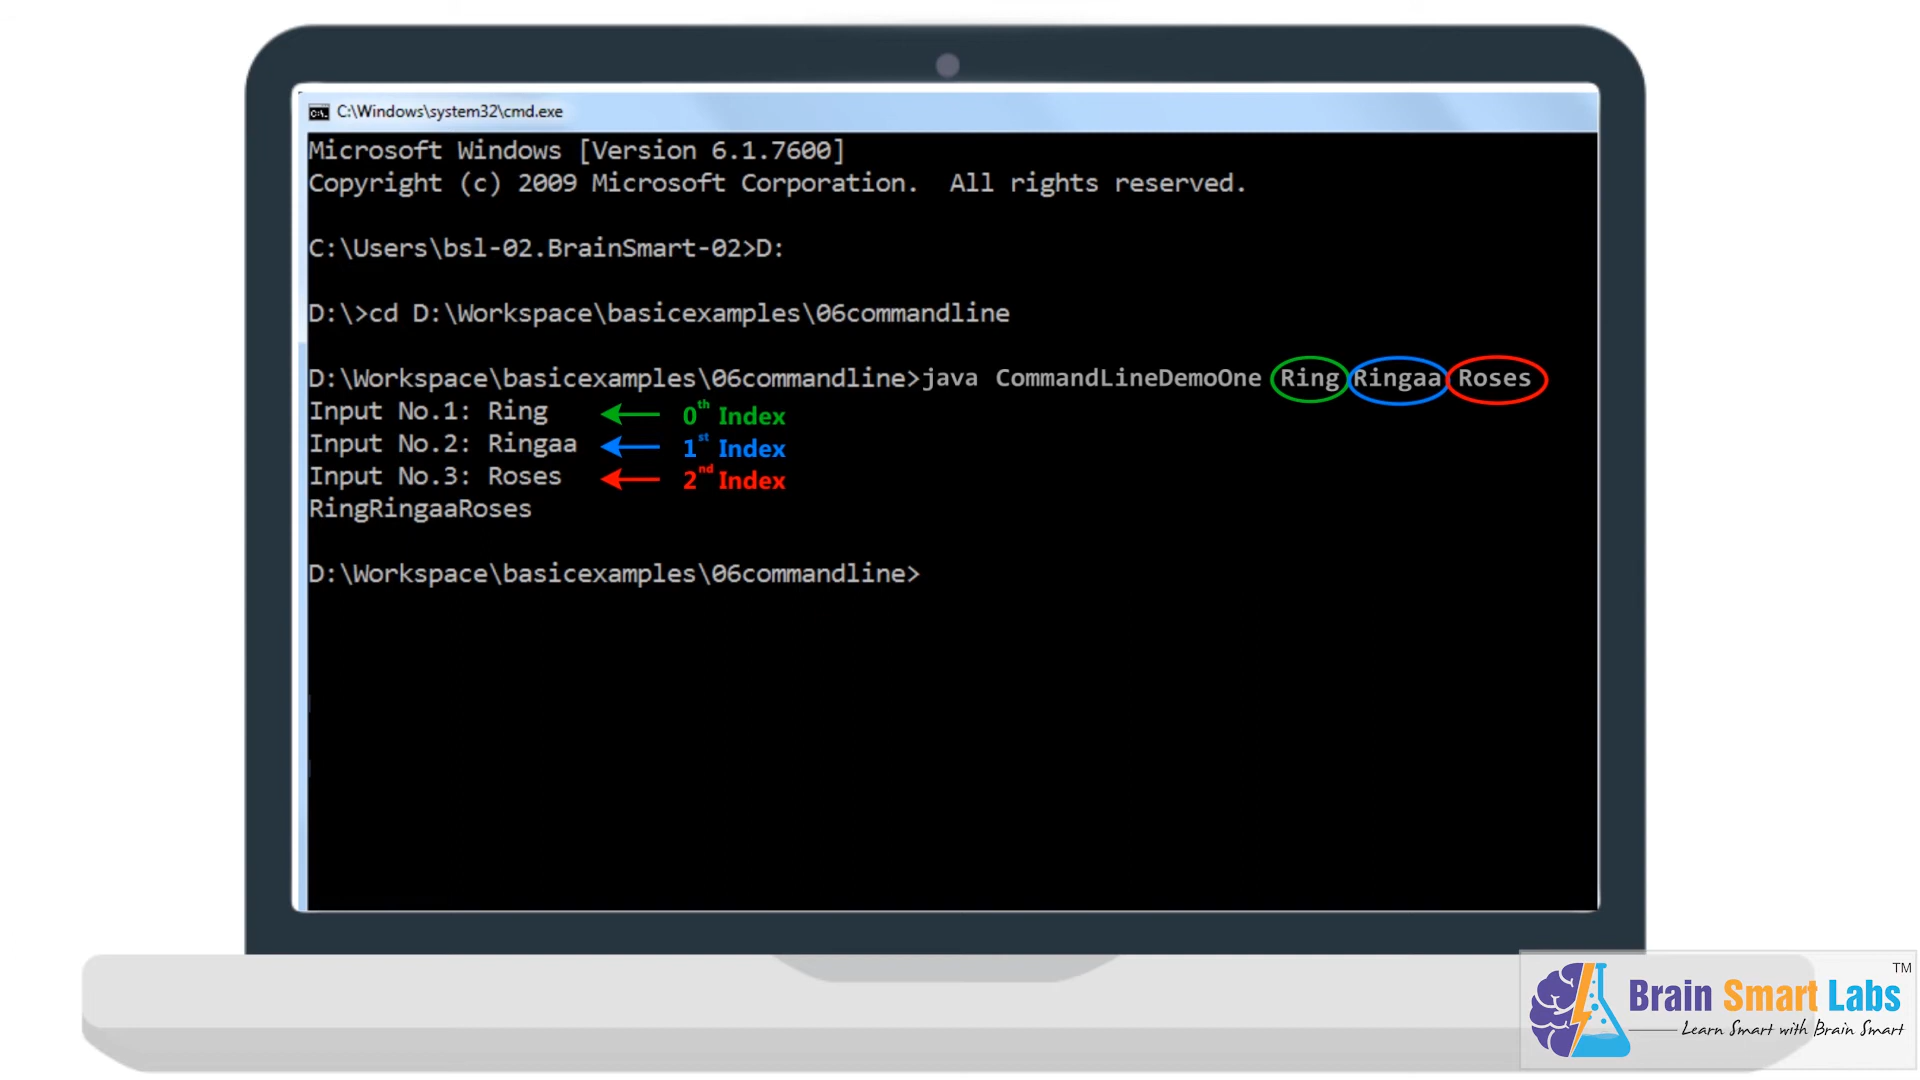 C:\Windows\system32\cmd.exe
Microsoft Windows [Version 6.1.7600]
Copyright (c) 2009 Microsoft Corporation.  All rights reserved.
C:\Users\bsl-02.BrainSmart-02>D:
D:\>cd D:\Workspace\basicexamples\06commandline
D:\Workspace\basicexamples\06commandline>java CommandLineDemoOne Ring Ringaa Roses
Input No.1: Ring 0th Index
Input No.2: Ringaa 1st Index
Input No.3: Roses 2nd Index
RingRingaaRoses
D:\Workspace\basicexamples\06commandline>
Brain Smart Labs TM
Learn Smart with Brain Smart